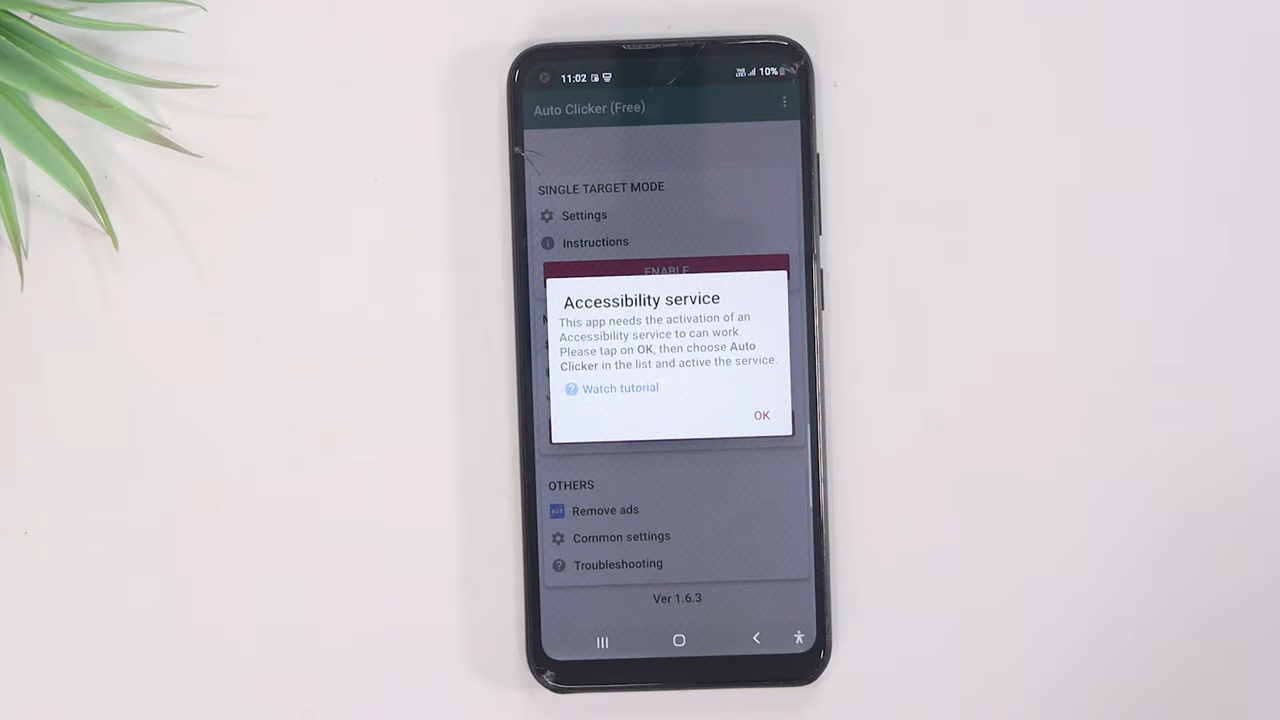 11:02 10%
Auto Clicker (Free)
SINGLE TARGET MODE
Settings
Instructions
ENABLE
Accessibility service
This app needs the activation of an
Accessibility service to can work.
Please tap on OK, then choose Auto
Clicker in the list and active the service.
? Watch tutorial
OK
OTHERS
Remove ads
Common settings
? Troubleshooting
Ver 1.6.3